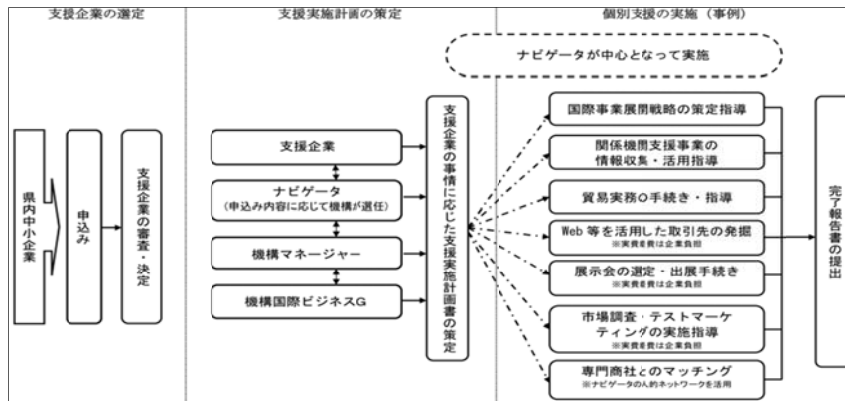 支援企業の選定
支援実施計画の策定
個別支援の実施（事例）
ナビゲータが中心となって実施
県内中小企業
申込み
支援企業の審査・決定
支援企業
ナビゲータ
（申込み内容に応じて機構が選任）
機構マネージャー
機構国際ビジネスG
支援企業の事情に応じた支援実施計画書の策定
国際事業展開戦略の策定指導
関係機関支援事業の
情報収集・活用指導
貿易実務の手続き・指導
Web 等を活用した取引先の発掘
※実費経費は企業負担
展示会の選定・出展手続き
※実費経費は企業負担
市場調査・テストマーケ
ティングの実施指導
※実費経費は企業負担
専門商社とのマッチング
※ナビゲータの人的ネットワークを活用
完了報告書の提出